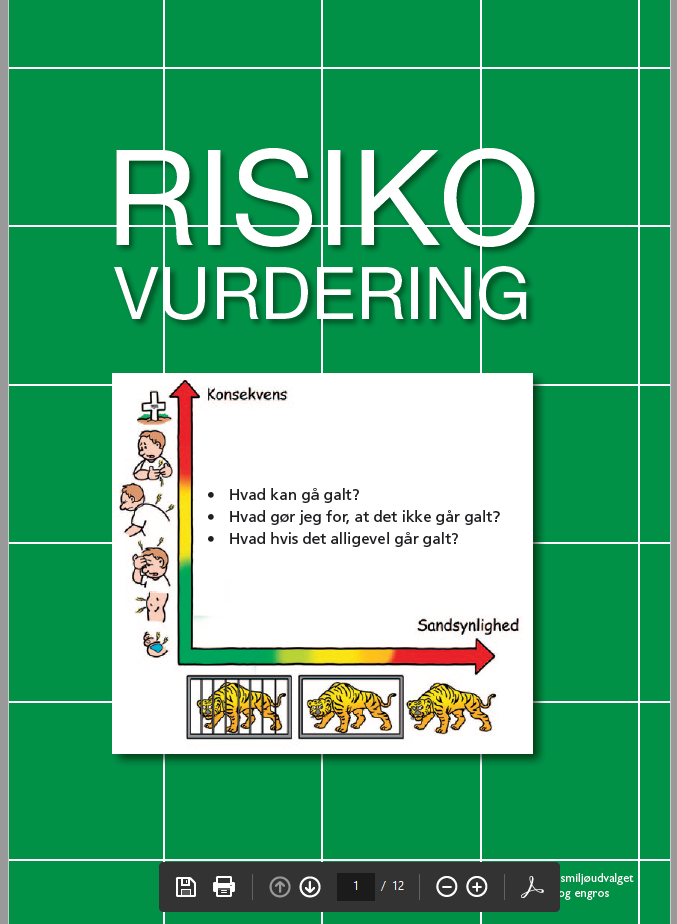 RISIKO
VURDERING
Konsekvens
• Hvad kan gå galt?
• Hvad gør jeg for, at det ikke går galt?
• Hvad hvis det alligevel går galt?
Sandsynlighed
smiljøudvalget
og engros
1 / 12